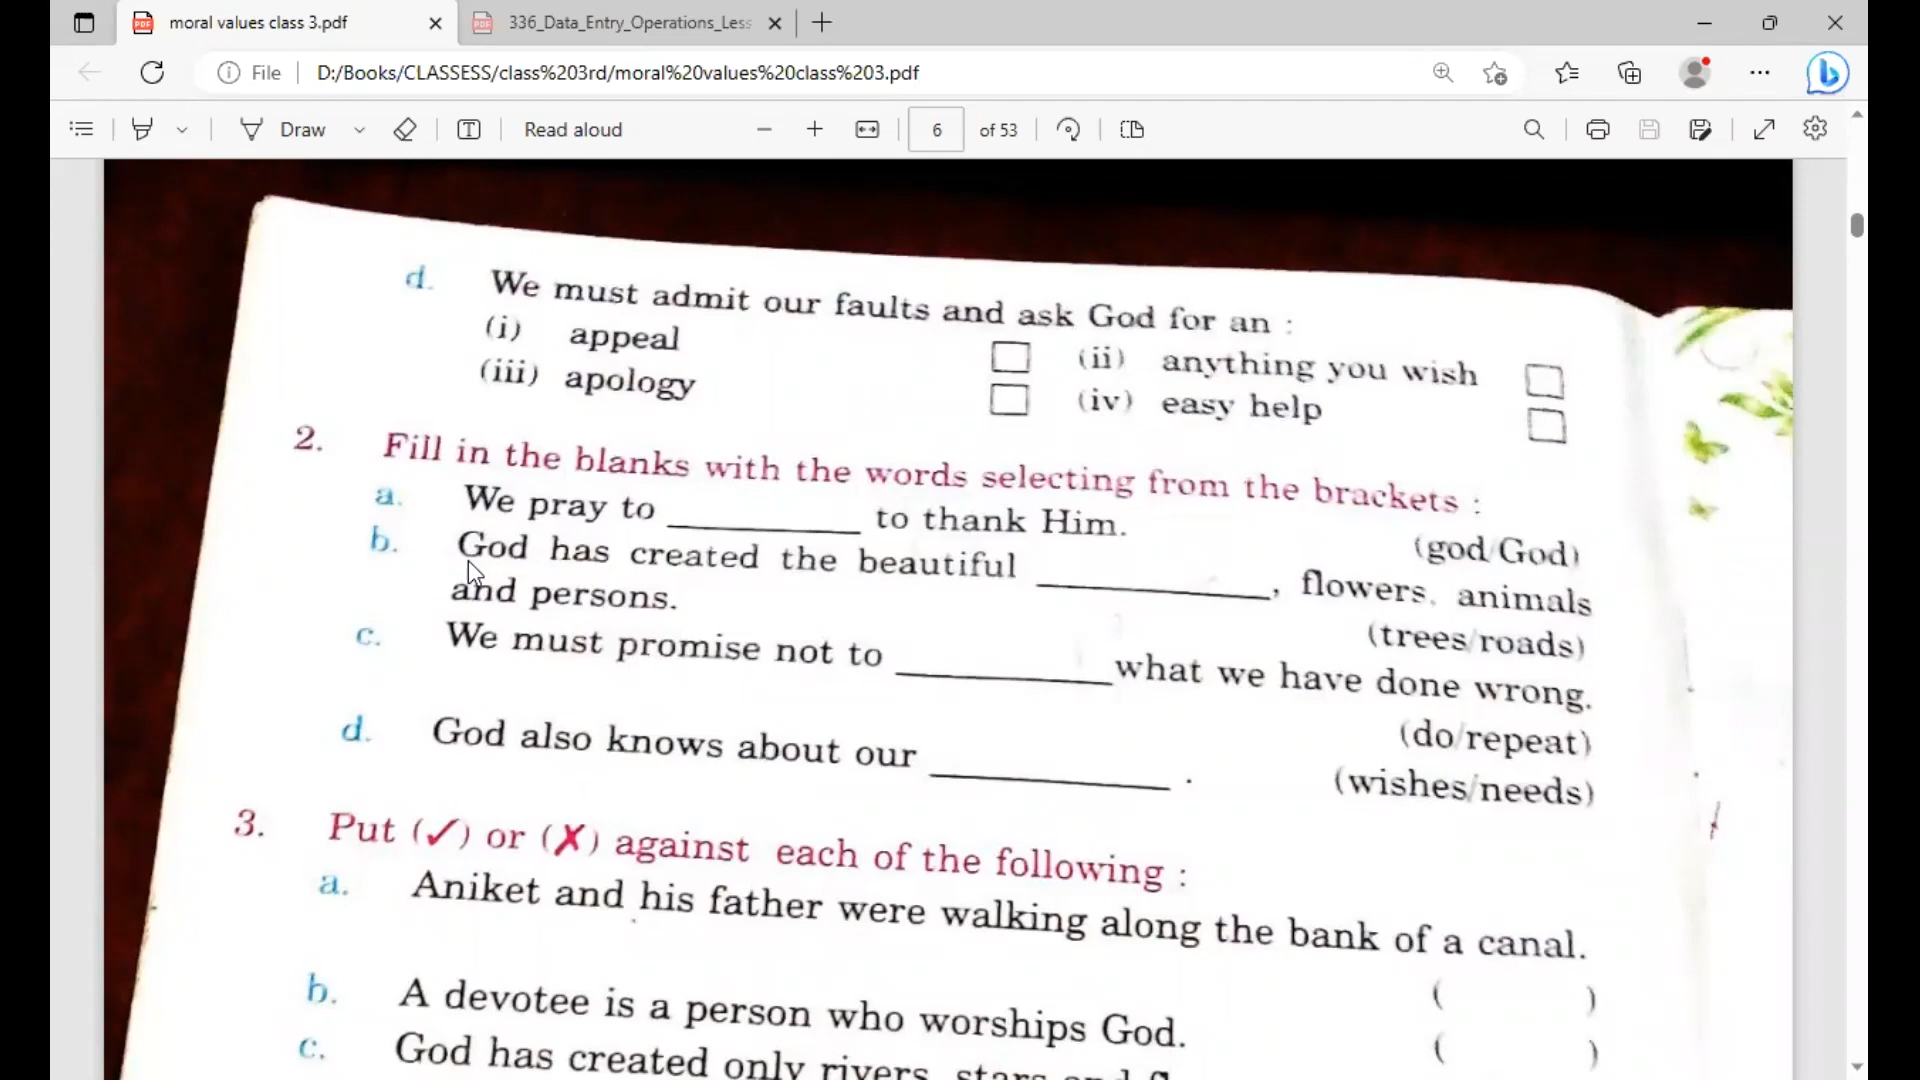 moral values class 3.pdf
336_Data_Entry_Operations_Less
File
D:/Books/CLASSESS/class%203rd/moral%20values%20class%203.pdf
Draw
Read aloud
6 of 53
d. We must admit our faults and ask God for an :
(i) appeal (ii) anything you wish
(iii) apology (iv) easy help
2. Fill in the blanks with the words selecting from the brackets :
a. We pray to __________ to thank Him. (god/God)
b. God has created the beautiful __________, flowers, animals
and persons. (trees/roads)
c. We must promise not to __________ what we have done wrong.
(do/repeat)
d. God also knows about our __________ . (wishes/needs)
3. Put (✓) or (✗) against each of the following :
a. Aniket and his father were walking along the bank of a canal.
( )
b. A devotee is a person who worships God. ( )
c. God has created only rivers, stars and